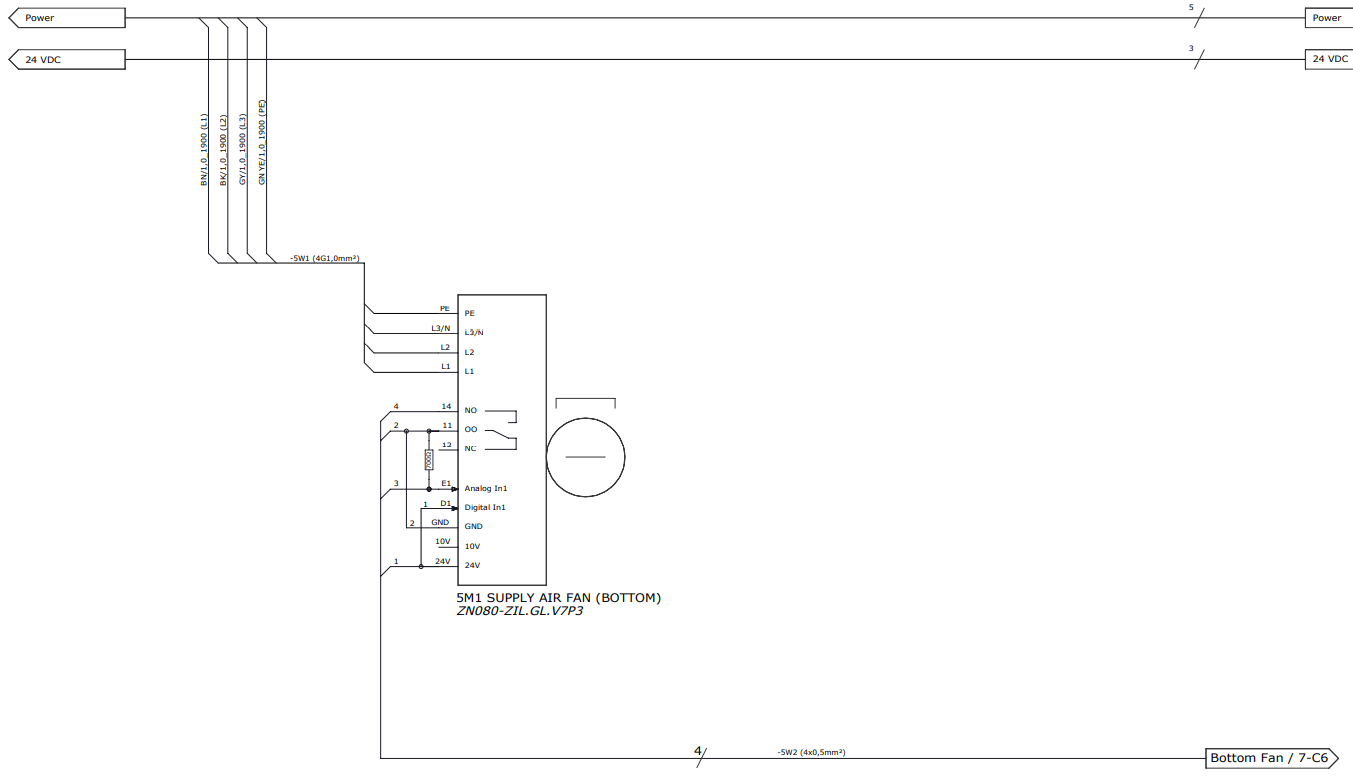 Power
5
Power
24 VDC
3
24 VDC
BN/1,0_1900 (L1)
BK/1,0_1900 (L2)
GY/1,0_1900 (L3)
GN YE/1,0_1900 (PE)
-5W1 (4G1,0mm²)
PE PE
L3/N L3/N
L2 L2
L1 L1
4 14 NO
2 11 OO
12 NC
700Ω
3 E1 Analog In1
1 D1 Digital In1
2 GND GND
10V 10V
1 24V 24V
5M1 SUPPLY AIR FAN (BOTTOM)
ZN080-ZIL.GL.V7P3
4
-5W2 (4x0,5mm²)
Bottom Fan / 7-C6